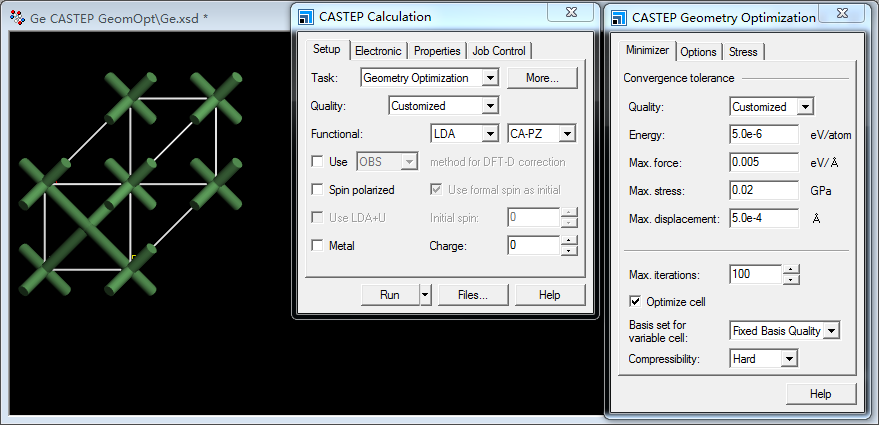 Ge CASTEP GeomOpt\Ge.xsd *
CASTEP Calculation
Setup Electronic Properties Job Control
Task: Geometry Optimization More...
Quality: Customized
Functional: LDA CA-PZ
Use OBS method for DFT-D correction
Spin polarized Use formal spin as initial
Use LDA+U Initial spin: 0
Metal Charge: 0
Run Files... Help
CASTEP Geometry Optimization
Minimizer Options Stress
Convergence tolerance
Quality: Customized
Energy: 5.0e-6 eV/atom
Max. force: 0.005 eV/Å
Max. stress: 0.02 GPa
Max. displacement: 5.0e-4 Å
Max. iterations: 100
Optimize cell
Basis set for
variable cell: Fixed Basis Quality
Compressibility: Hard
Help